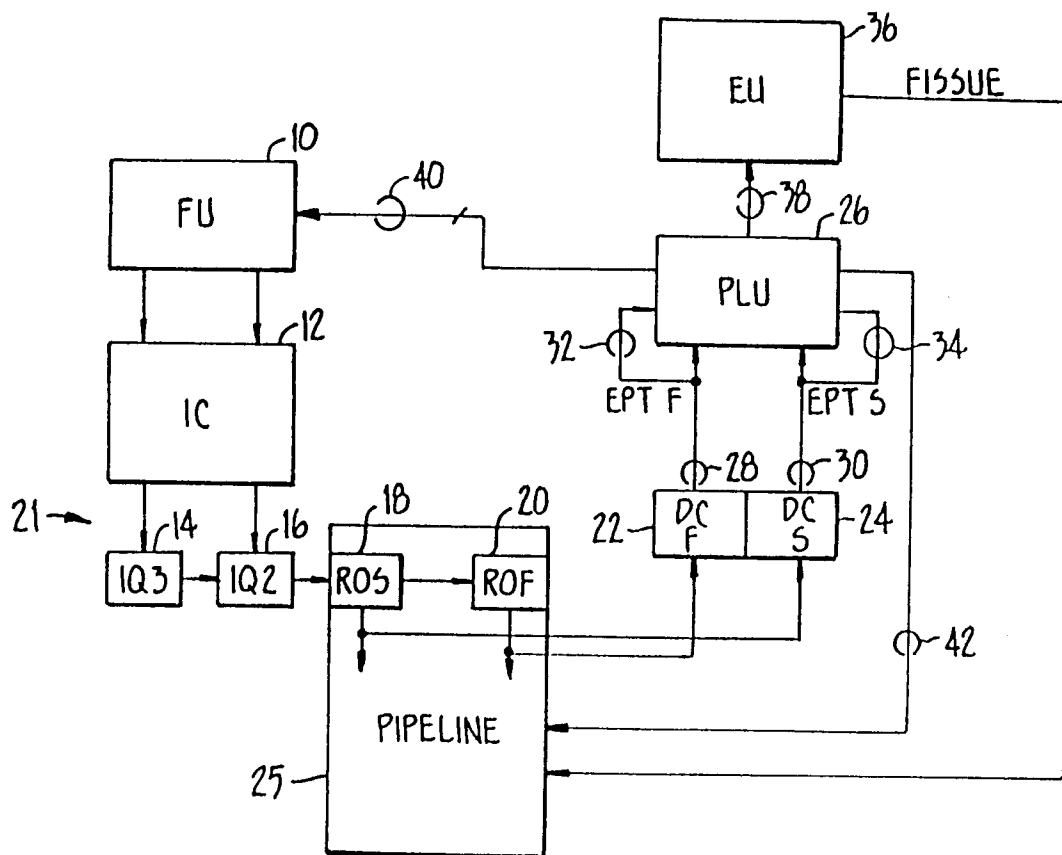 36
EU
FISSUE
10
FU
40
38
26
PLU
12
IC
32
34
EPT F
EPT S
28
30
21
14
16
18
20
22
DC
F
DC
S
24
IQ3
IQ2
ROS
ROF
42
PIPELINE
25